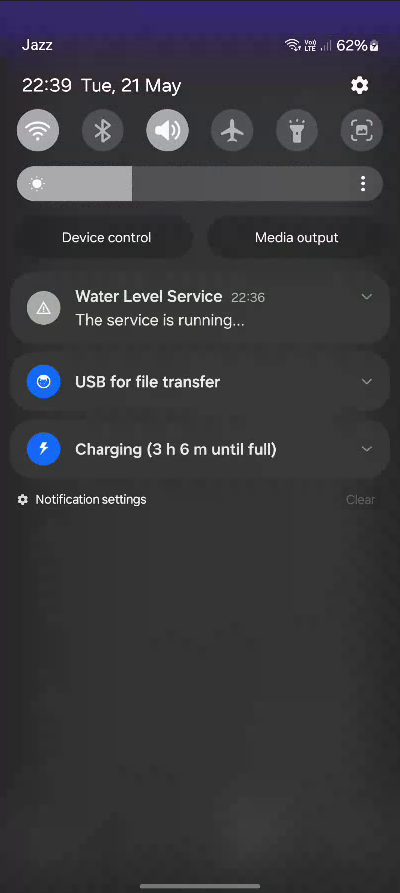 Jazz
Vo)) LTE 62%
22:39 Tue, 21 May
Device control
Media output
Water Level Service 22:36
The service is running...
USB for file transfer
Charging (3 h 6 m until full)
Notification settings
Clear